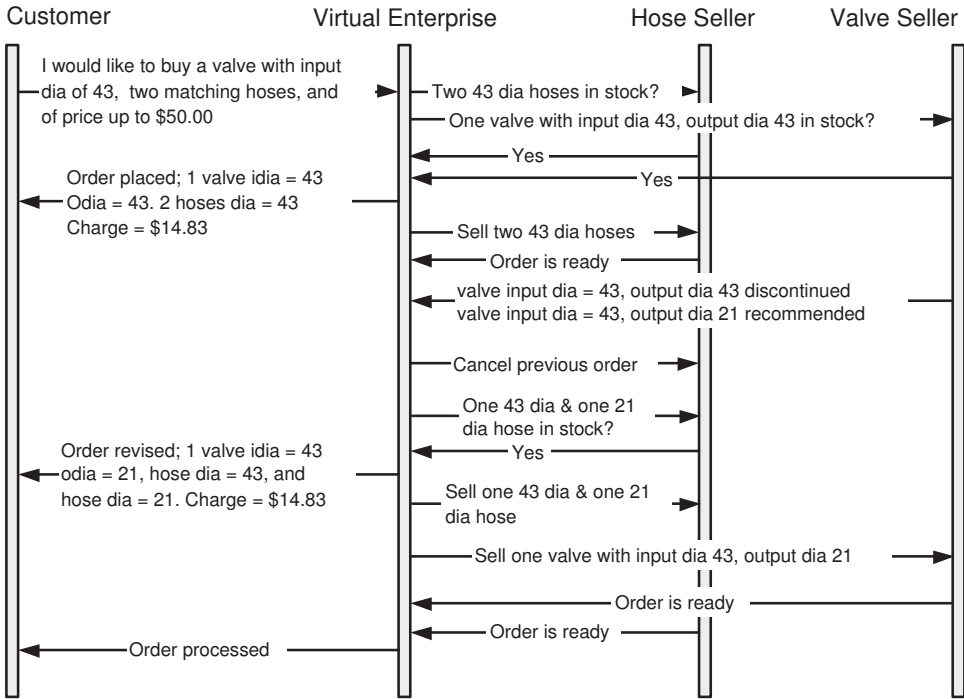 Customer
Virtual Enterprise
Hose Seller
Valve Seller
I would like to buy a valve with input
dia of 43, two matching hoses, and
of price up to $50.00
Two 43 dia hoses in stock?
One valve with input dia 43, output dia 43 in stock?
Yes
Yes
Order placed; 1 valve idia = 43
Odia = 43. 2 hoses dia = 43
Charge = $14.83
Sell two 43 dia hoses
Order is ready
valve input dia = 43, output dia 43 discontinued
valve input dia = 43, output dia 21 recommended
Cancel previous order
One 43 dia & one 21
dia hose in stock?
Yes
Order revised; 1 valve idia = 43
odia = 21, hose dia = 43, and
hose dia = 21. Charge = $14.83
Sell one 43 dia & one 21
dia hose
Sell one valve with input dia 43, output dia 21
Order is ready
Order is ready
Order processed